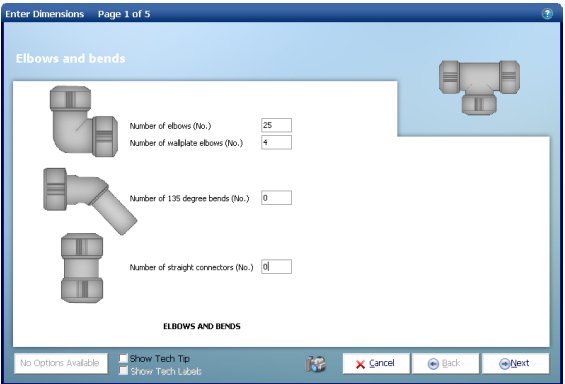 Enter Dimensions Page 1 of 5
?
Elbows and bends
Number of elbows (No.) 25
Number of wallplate elbows (No.) 4
Number of 135 degree bends (No.) 0
Number of straight connectors (No.) 0
ELBOWS AND BENDS
No Options Available
Show Tech Tip
Show Tech Labels
Cancel
Back
Next